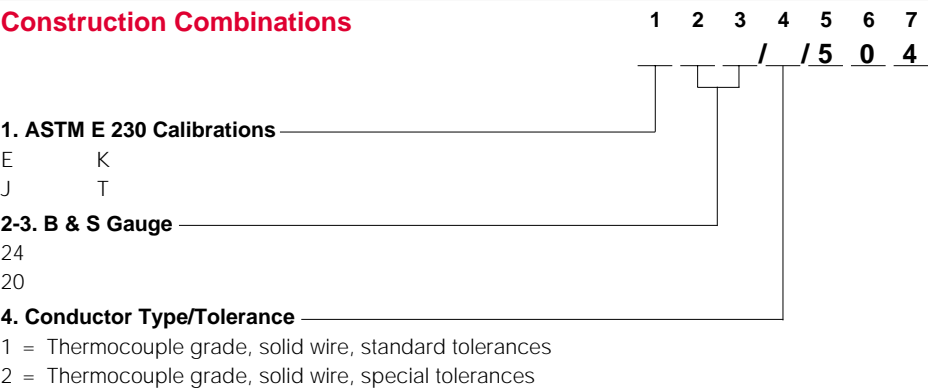 Construction Combinations
1 2 3 4 5 6 7
/ / 5 0 4
1. ASTM E 230 Calibrations
E K
J T
2-3. B & S Gauge
24
20
4. Conductor Type/Tolerance
1 = Thermocouple grade, solid wire, standard tolerances
2 = Thermocouple grade, solid wire, special tolerances